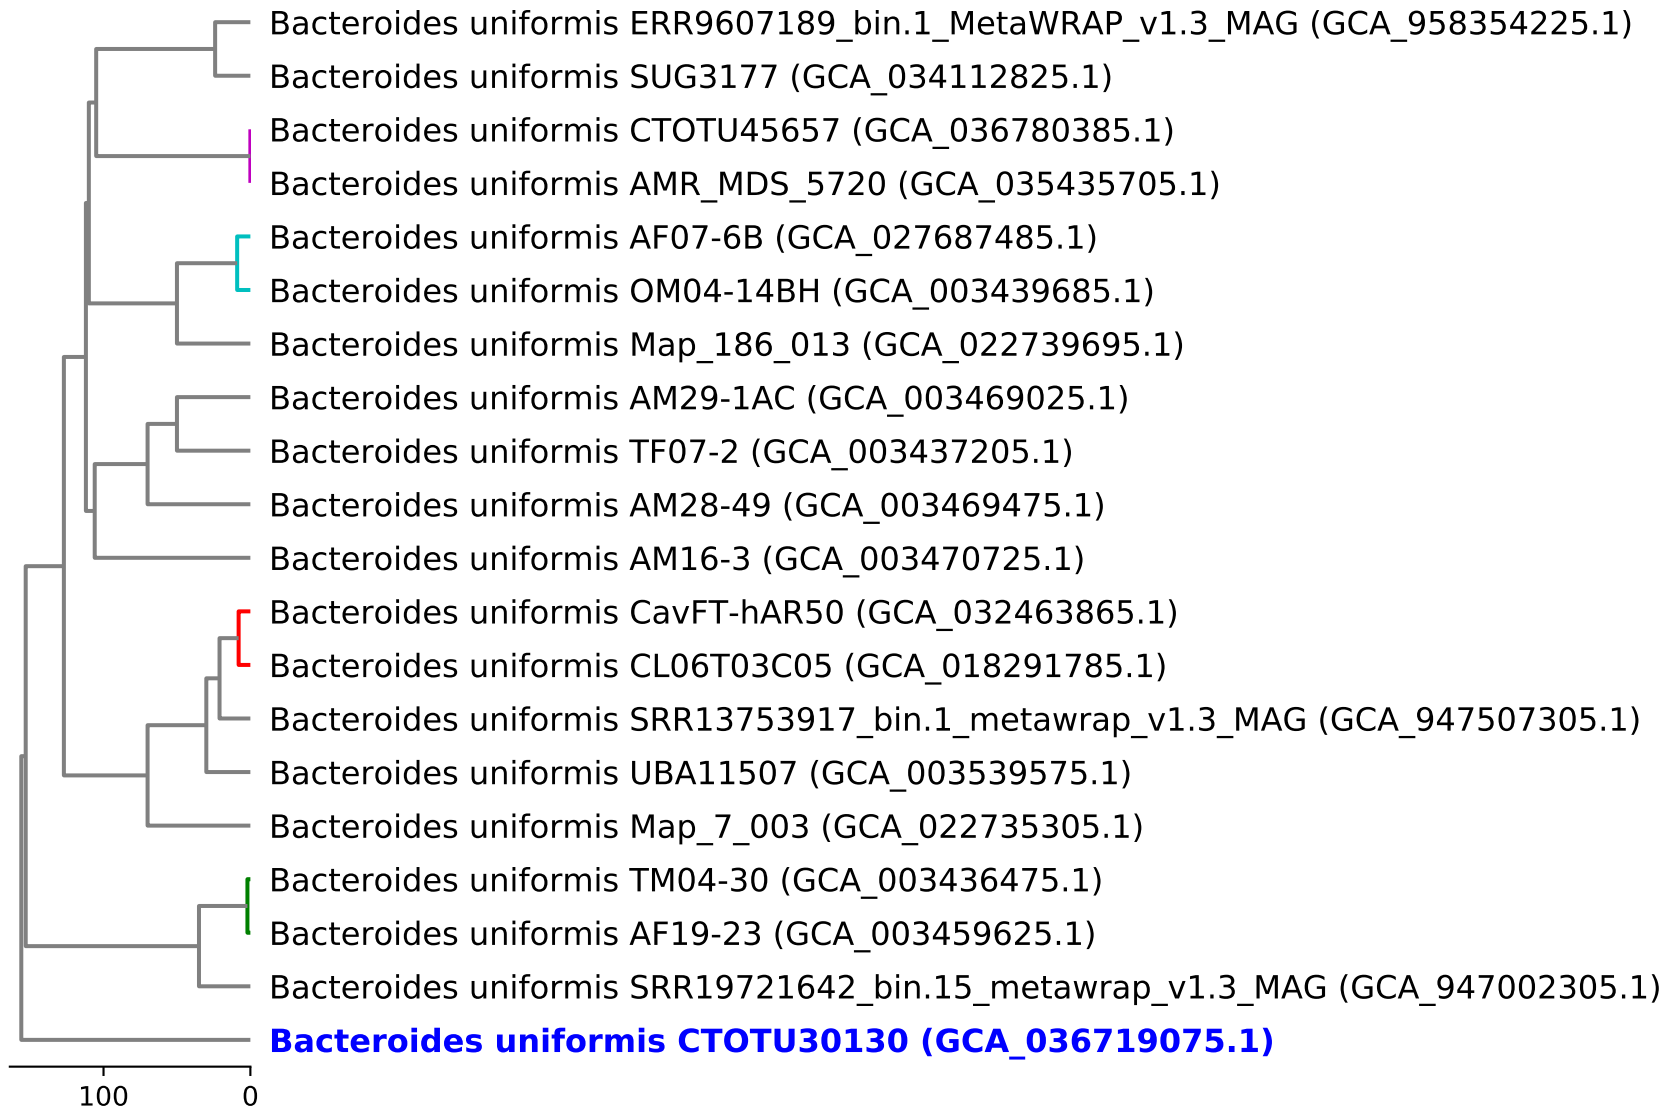 Bacteroides uniformis ERR9607189_bin.1_MetaWRAP_v1.3_MAG (GCA_958354225.1)
Bacteroides uniformis SUG3177 (GCA_034112825.1)
Bacteroides uniformis CTOTU45657 (GCA_036780385.1)
Bacteroides uniformis AMR_MDS_5720 (GCA_035435705.1)
Bacteroides uniformis AF07-6B (GCA_027687485.1)
Bacteroides uniformis OM04-14BH (GCA_003439685.1)
Bacteroides uniformis Map_186_013 (GCA_022739695.1)
Bacteroides uniformis AM29-1AC (GCA_003469025.1)
Bacteroides uniformis TF07-2 (GCA_003437205.1)
Bacteroides uniformis AM28-49 (GCA_003469475.1)
Bacteroides uniformis AM16-3 (GCA_003470725.1)
Bacteroides uniformis CavFT-hAR50 (GCA_032463865.1)
Bacteroides uniformis CL06T03C05 (GCA_018291785.1)
Bacteroides uniformis SRR13753917_bin.1_metawrap_v1.3_MAG (GCA_947507305.1)
Bacteroides uniformis UBA11507 (GCA_003539575.1)
Bacteroides uniformis Map_7_003 (GCA_022735305.1)
Bacteroides uniformis TM04-30 (GCA_003436475.1)
Bacteroides uniformis AF19-23 (GCA_003459625.1)
Bacteroides uniformis SRR19721642_bin.15_metawrap_v1.3_MAG (GCA_947002305.1)
Bacteroides uniformis CTOTU30130 (GCA_036719075.1)
100 0